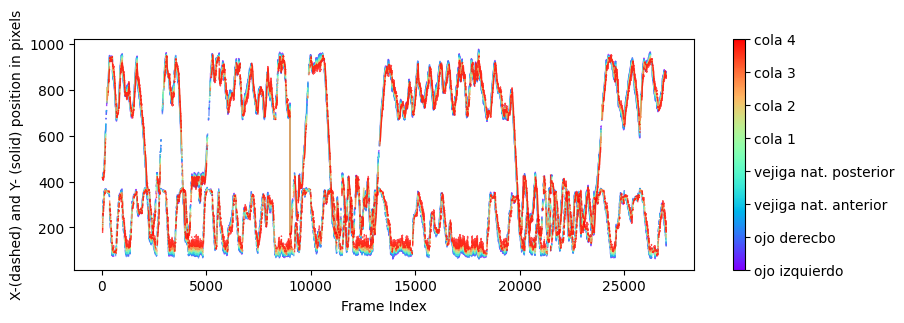 X-(dashed) and Y- (solid) position in pixels
1000
800
600
400
200
0
5000
10000
15000
20000
25000
Frame Index
cola 4
cola 3
cola 2
cola 1
vejiga nat. posterior
vejiga nat. anterior
ojo derecbo
ojo izquierdo